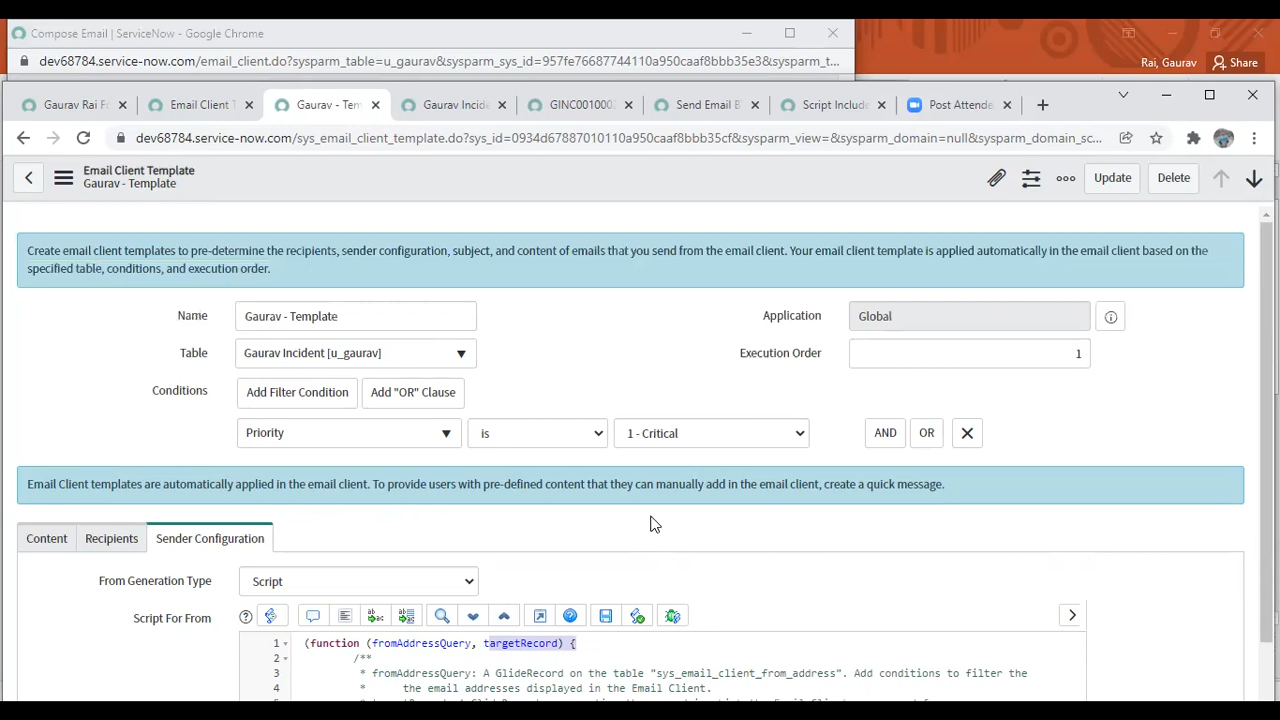 Compose Email | ServiceNow - Google Chrome
dev68784.service-now.com/email_client.do?sysparm_table=u_gaurav&sysparm_sys_id=957fe76687744110a950caaf8bbb35e3&sysparm_t...
Rai, Gaurav
Share
Gaurav Rai F
Email Client T
Gaurav - Tem
Gaurav Incide
GINC001000
Send Email B
Script Include
Post Attende
dev68784.service-now.com/sys_email_client_template.do?sys_id=0934d67887010110a950caaf8bbb35cf&sysparm_view=&sysparm_domain=null&sysparm_domain_sc...
Email Client Template
Gaurav - Template
Update
Delete
Create email client templates to pre-determine the recipients, sender configuration, subject, and content of emails that you send from the email client. Your email client template is applied automatically in the email client based on the
specified table, conditions, and execution order.
Name
Gaurav - Template
Application
Global
Table
Gaurav Incident [u_gaurav]
Execution Order
1
Conditions
Add Filter Condition
Add "OR" Clause
Priority
is
1 - Critical
AND
OR
Email Client templates are automatically applied in the email client. To provide users with pre-defined content that they can manually add in the email client, create a quick message.
Content
Recipients
Sender Configuration
From Generation Type
Script
Script For From
1 (function (fromAddressQuery, targetRecord) {
2 /**
3 * fromAddressQuery: A GlideRecord on the table "sys_email_client_from_address". Add conditions to filter the
4 * the email addresses displayed in the Email Client.